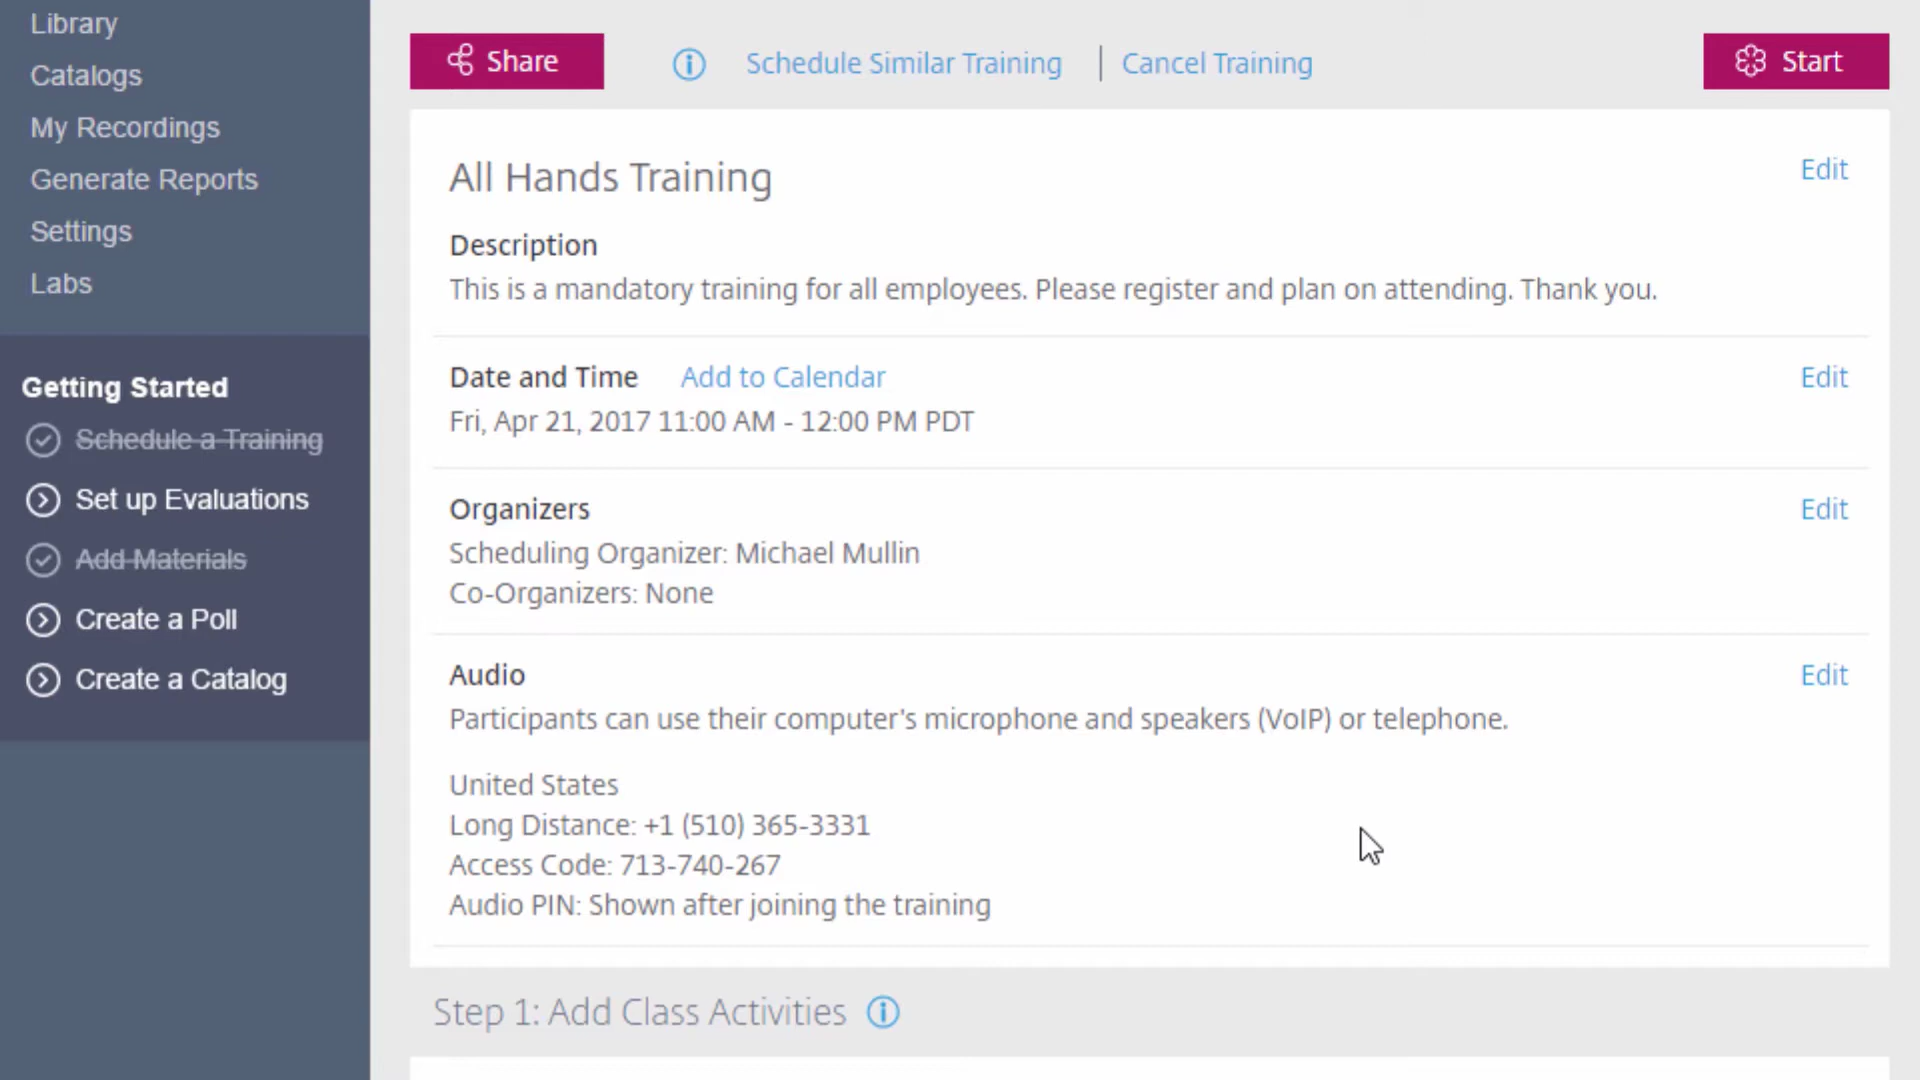 Library
Catalogs
My Recordings
Generate Reports
Settings
Labs
Getting Started
Schedule a Training
Set up Evaluations
Add Materials
Create a Poll
Create a Catalog
Share
Schedule Similar Training | Cancel Training
Start
All Hands Training
Edit
Description
This is a mandatory training for all employees. Please register and plan on attending. Thank you.
Date and Time Add to Calendar
Edit
Fri, Apr 21, 2017 11:00 AM - 12:00 PM PDT
Organizers
Edit
Scheduling Organizer: Michael Mullin
Co-Organizers: None
Audio
Edit
Participants can use their computer's microphone and speakers (VoIP) or telephone.
United States
Long Distance: +1 (510) 365-3331
Access Code: 713-740-267
Audio PIN: Shown after joining the training
Step 1: Add Class Activities